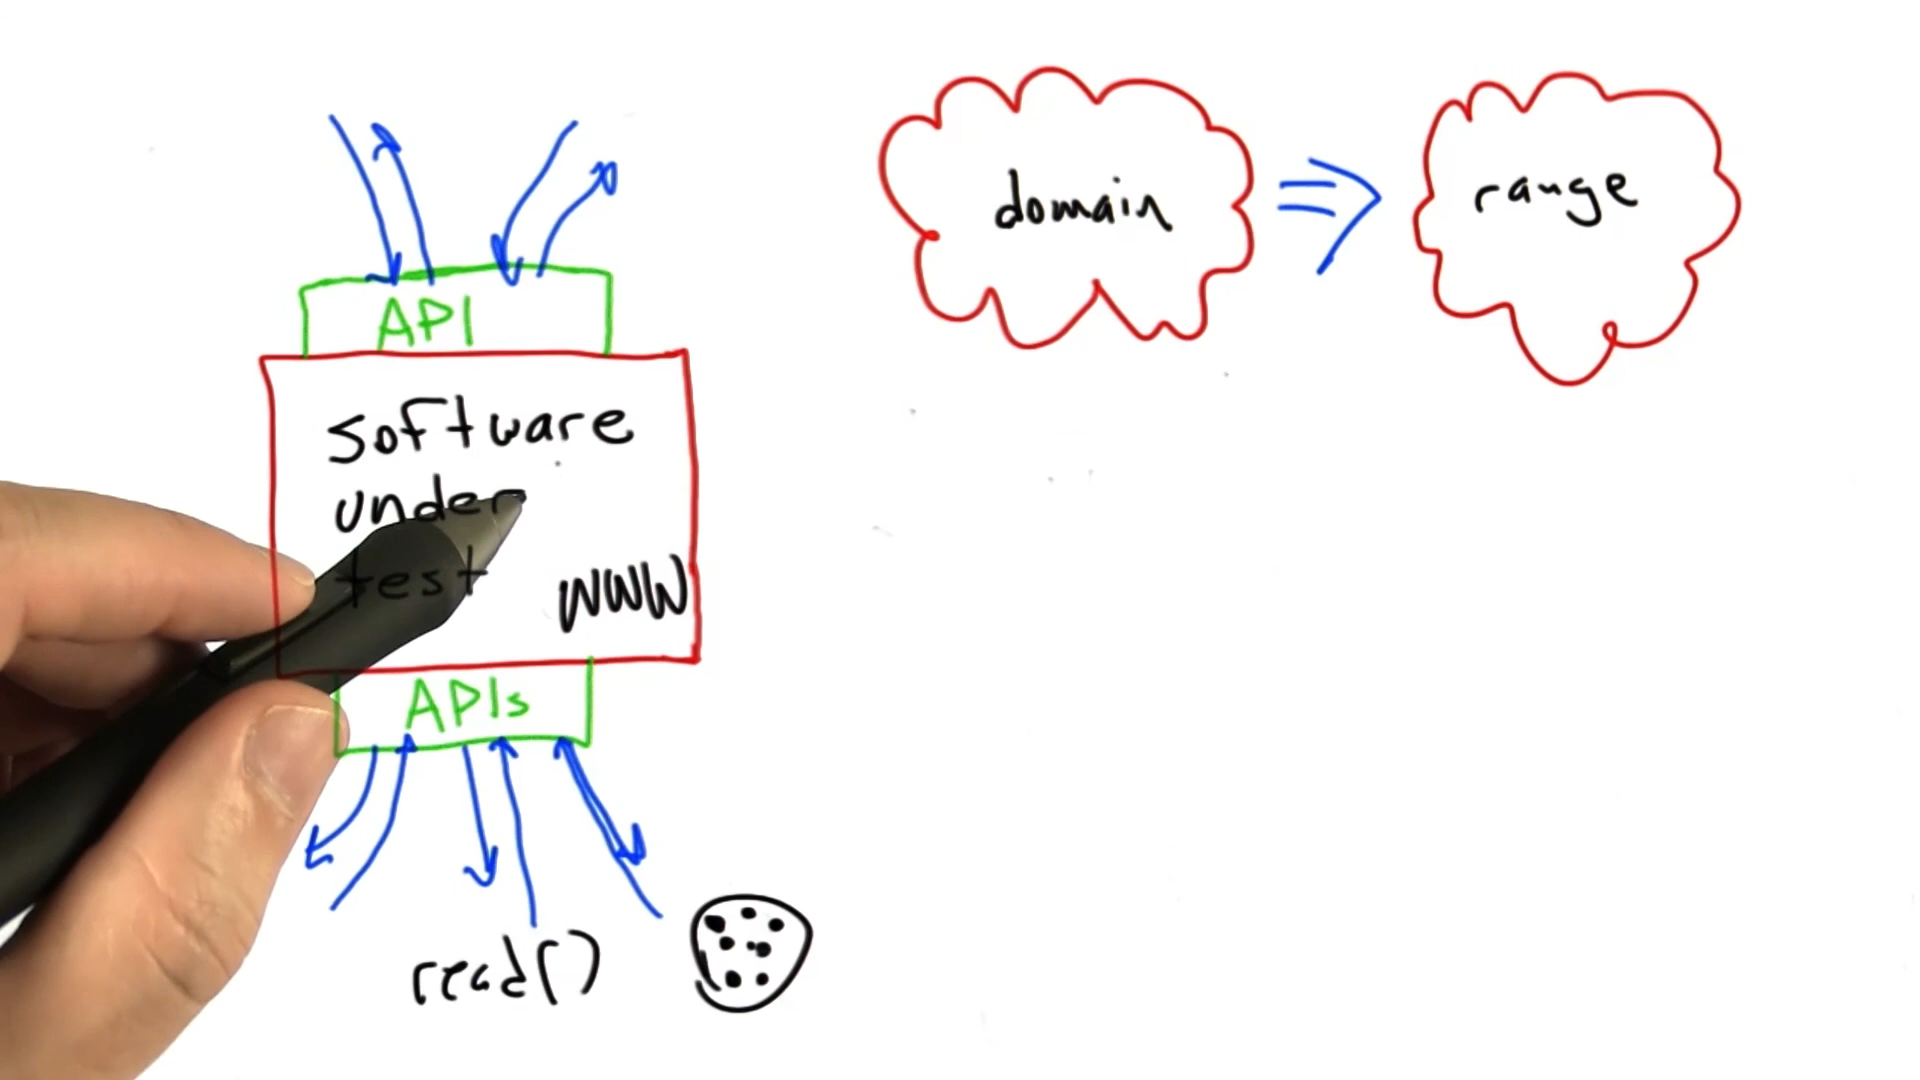 API
software
under
test
WWW
APIs
read()
domain
range